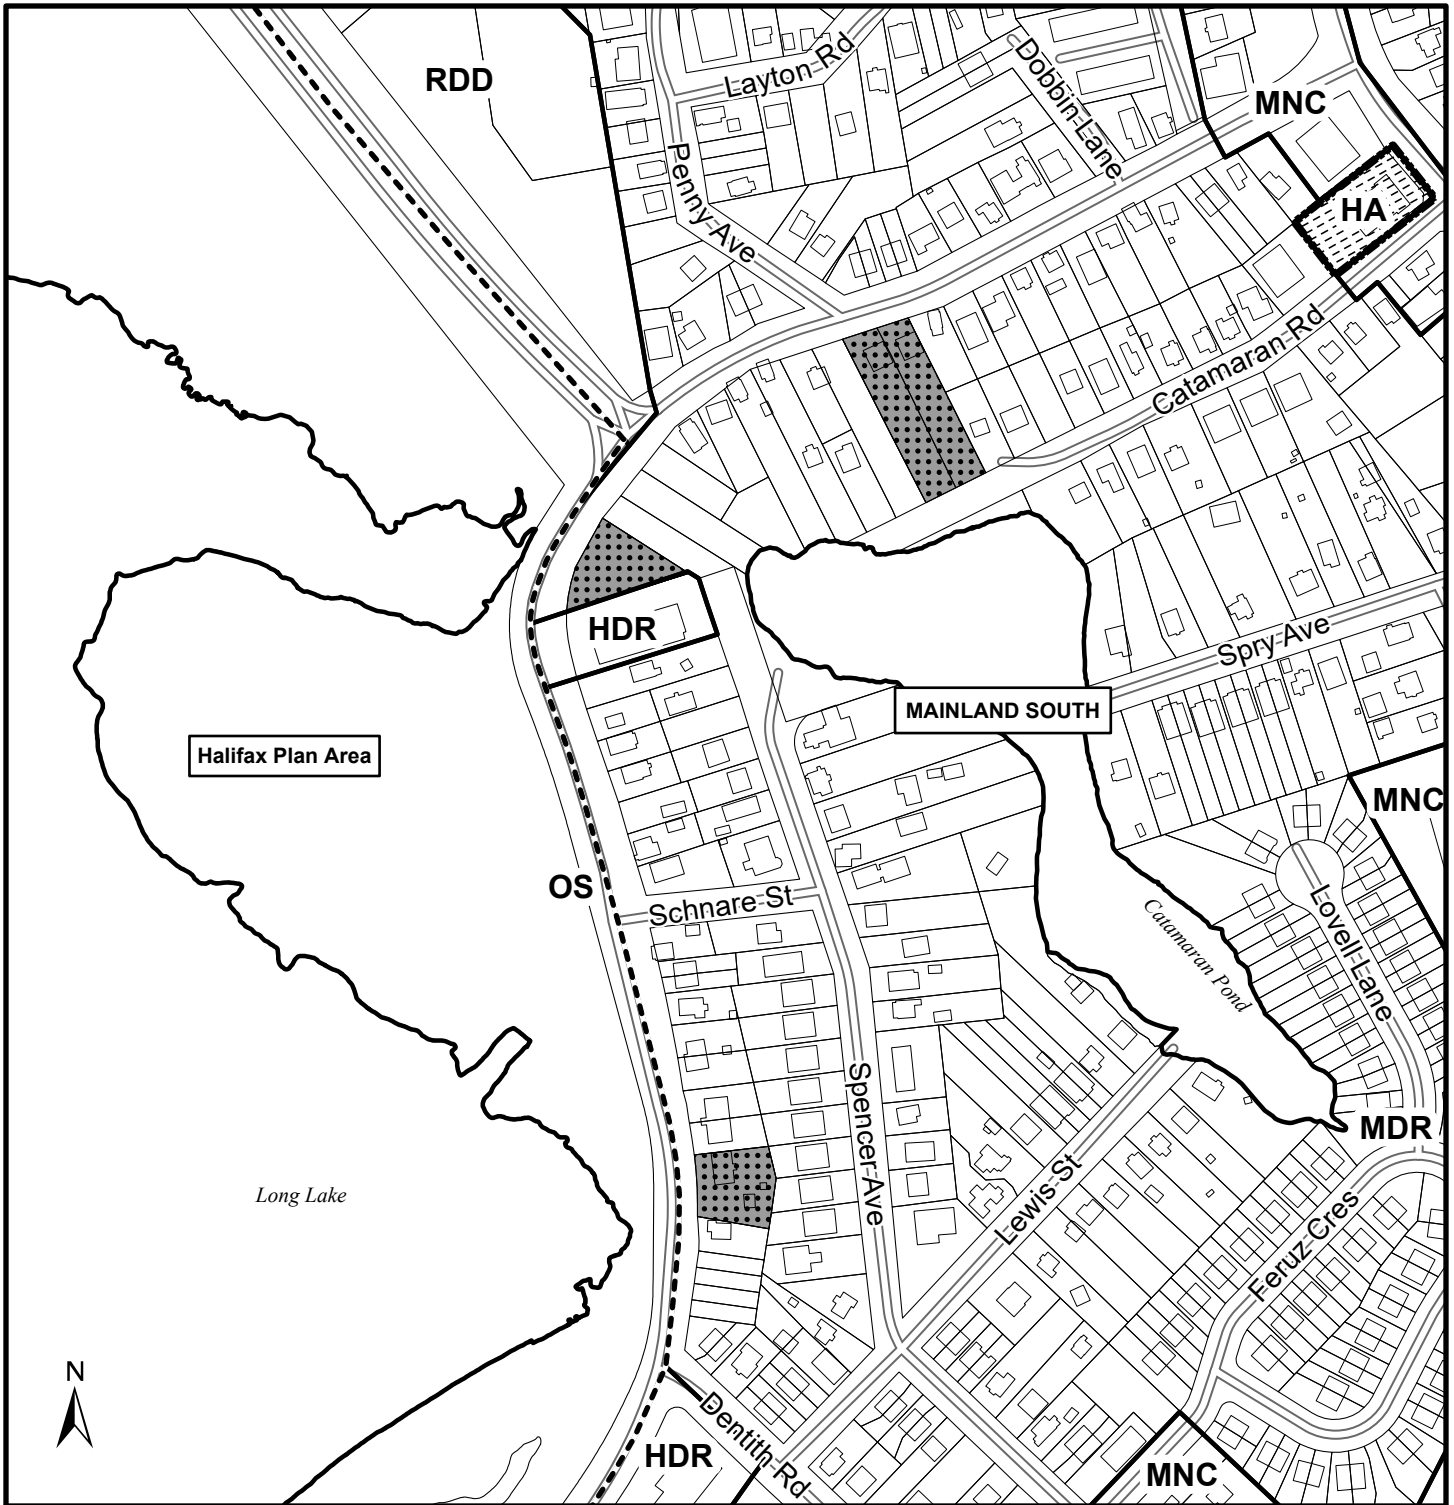 RDD
Layton Rd
Dobbin Lane
MNC
Penny Ave
HA
Catamaran Rd
HDR
Spry Ave
MAINLAND SOUTH
Halifax Plan Area
MNC
OS
Schnare St
Catamaran Pond
Lovell Lane
Spencer Ave
MDR
Long Lake
Lewis St
Feruz Cres
N
Dentith Rd
HDR
MNC